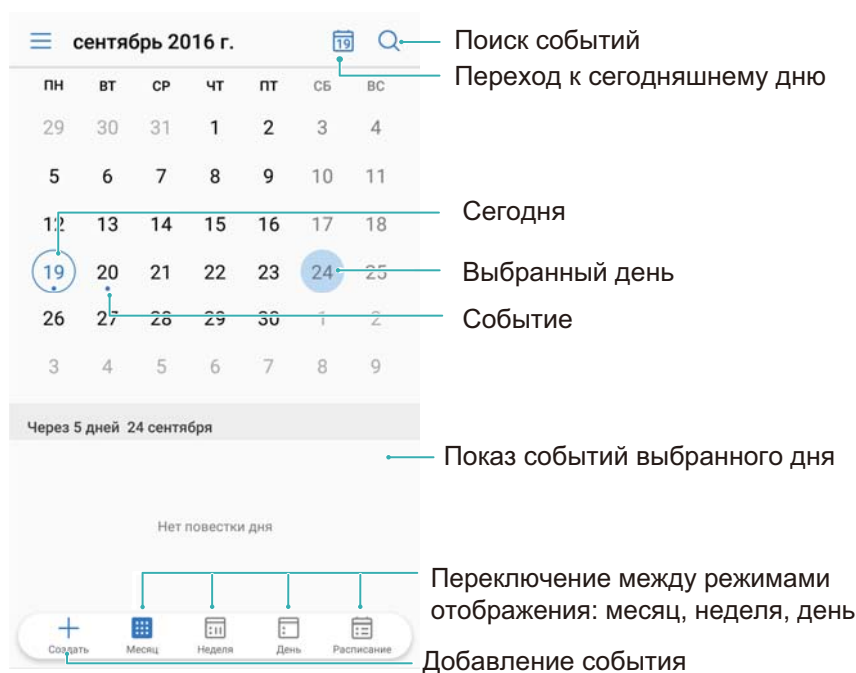 сентябрь 2016 г.
19
Поиск событий
Переход к сегодняшнему дню
ПН ВТ СР ЧТ ПТ СБ ВС
29 30 31 1 2 3 4
5 6 7 8 9 10 11
12 13 14 15 16 17 18
Сегодня
19 20 21 22 23 24 25
Выбранный день
26 27 28 29 30 1 2
Событие
3 4 5 6 7 8 9
Через 5 дней 24 сентября
Показ событий выбранного дня
Нет повестки дня
Переключение между режимами
отображения: месяц, неделя, день
Создать Месяц Неделя День Расписание
Добавление события